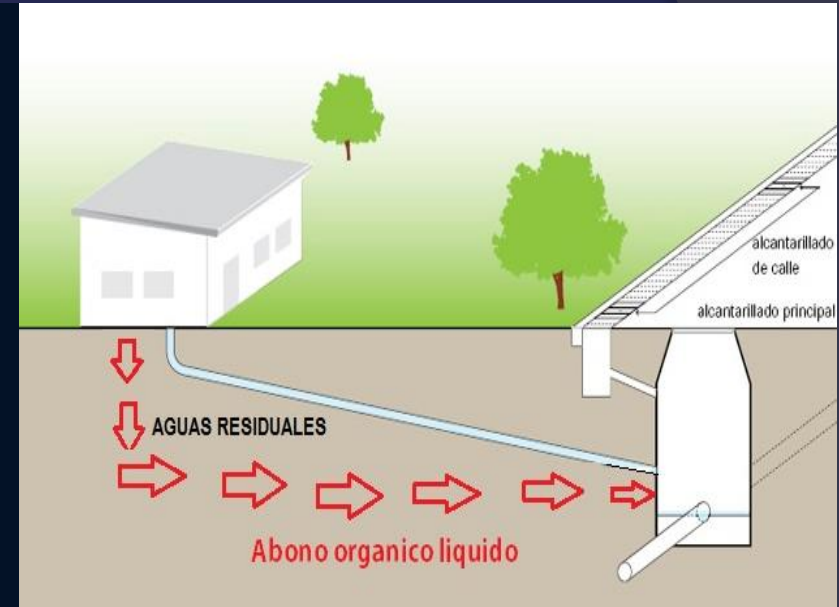 alcantarillado
de calle
alcantarillado principal
AGUAS RESIDUALES
Abono organico liquido